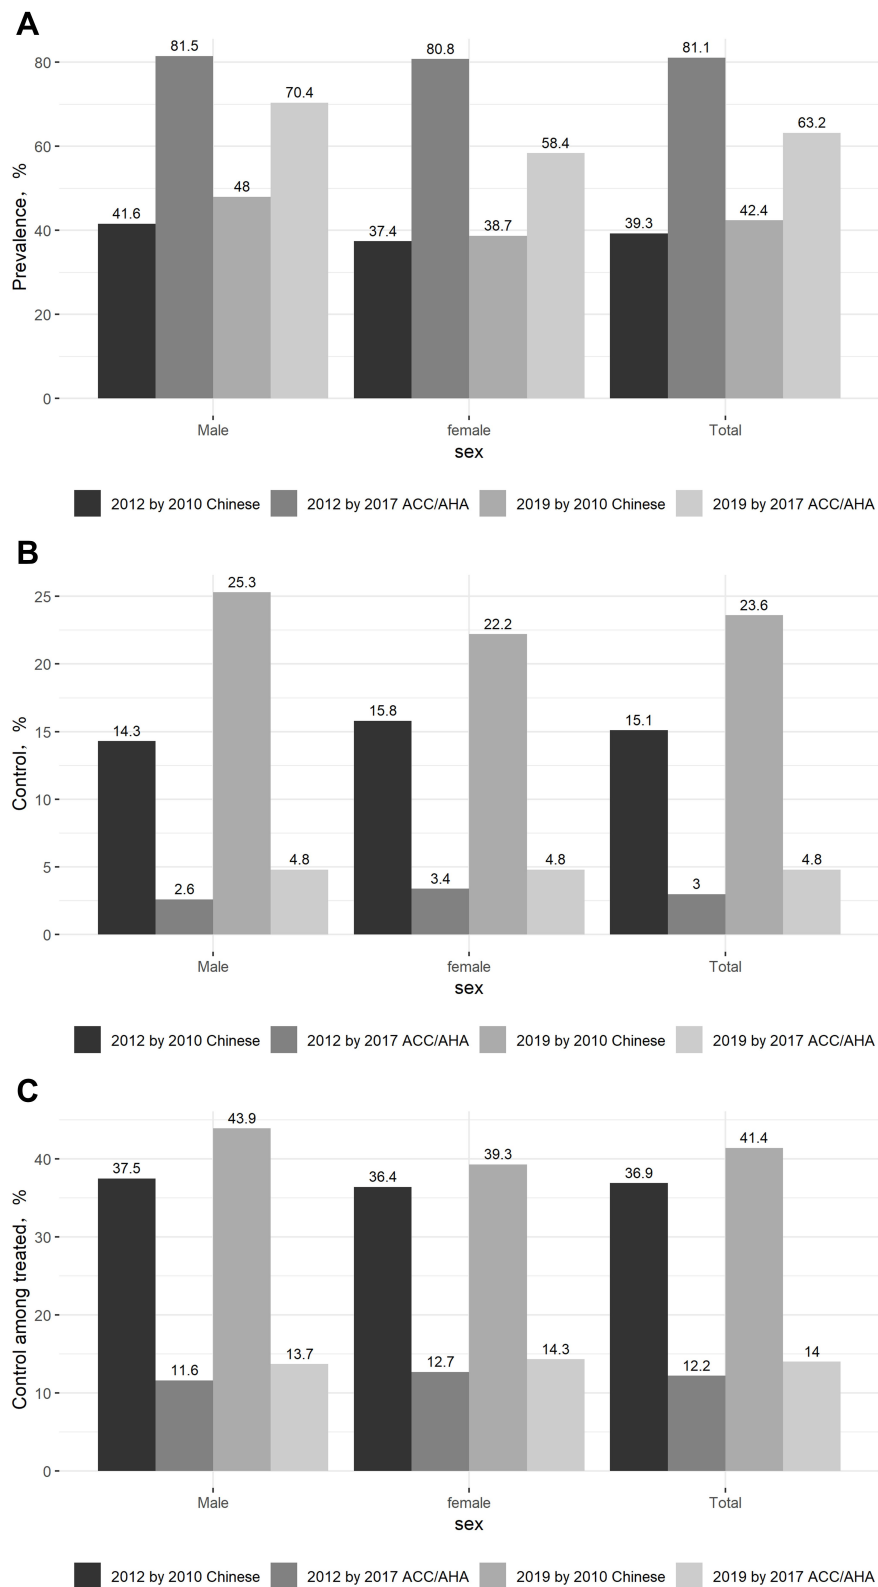 A
Prevalence，%
80
60
40
20
0
41.6 81.5 48 70.4 37.4 80.8 38.7 58.4 39.3 81.1 42.4 63.2
Male female Total
sex
2012 by 2010 Chinese 2012 by 2017 ACC/AHA 2019 by 2010 Chinese 2019 by 2017 ACC/AHA
B
Control，%
25
20
15
10
5
0
14.3 2.6 25.3 4.8 15.8 3.4 22.2 4.8 15.1 3 23.6 4.8
Male female Total
sex
2012 by 2010 Chinese 2012 by 2017 ACC/AHA 2019 by 2010 Chinese 2019 by 2017 ACC/AHA
C
Control among treated，%
40
30
20
10
0
37.5 11.6 43.9 13.7 36.4 12.7 39.3 14.3 36.9 12.2 41.4 14
Male female Total
sex
2012 by 2010 Chinese 2012 by 2017 ACC/AHA 2019 by 2010 Chinese 2019 by 2017 ACC/AHA